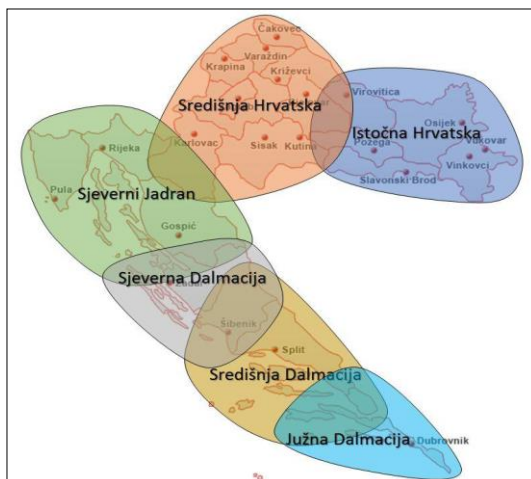 Čakovec
Varaždin
Krapina
Križevci
Središnja Hrvatska
Virovitica
Karlovac
Sisak
Kutina
Istočna Hrvatska
Osijek
Vukovar
Požega
Vinkovci
Slavonski Brod
Rijeka
Sjeverni Jadran
Pula
Gospić
Sjeverna Dalmacija
Zadar
Šibenik
Split
Središnja Dalmacija
Južna Dalmacija
Dubrovnik